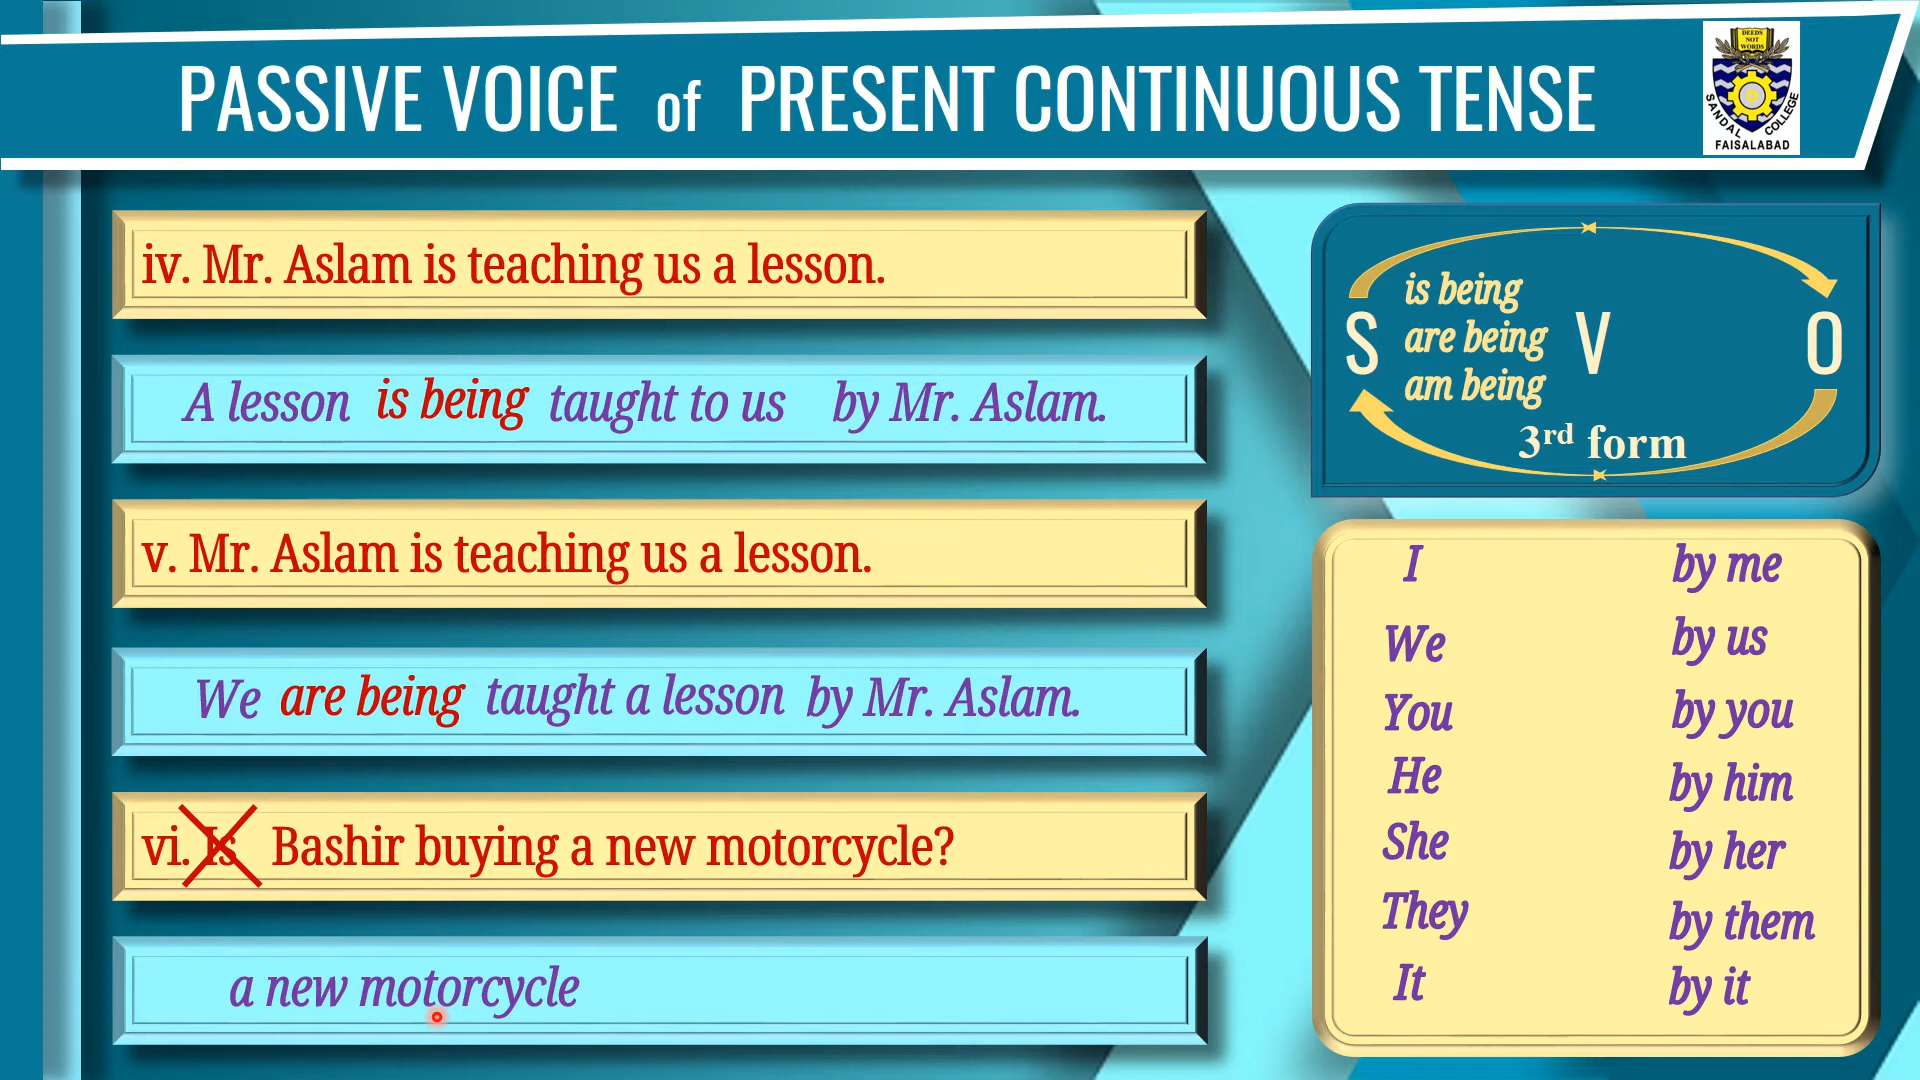 PASSIVE VOICE of PRESENT CONTINUOUS TENSE
DEEDS
NOT
WORDS
SANDAL COLLEGE
FAISALABAD
iv. Mr. Aslam is teaching us a lesson.
A lesson is being taught to us by Mr. Aslam.
v. Mr. Aslam is teaching us a lesson.
We are being taught a lesson by Mr. Aslam.
vi. Is Bashir buying a new motorcycle?
a new motorcycle
is being
are being
am being
S V O
3rd form
I by me
We by us
You by you
He by him
She by her
They by them
It by it